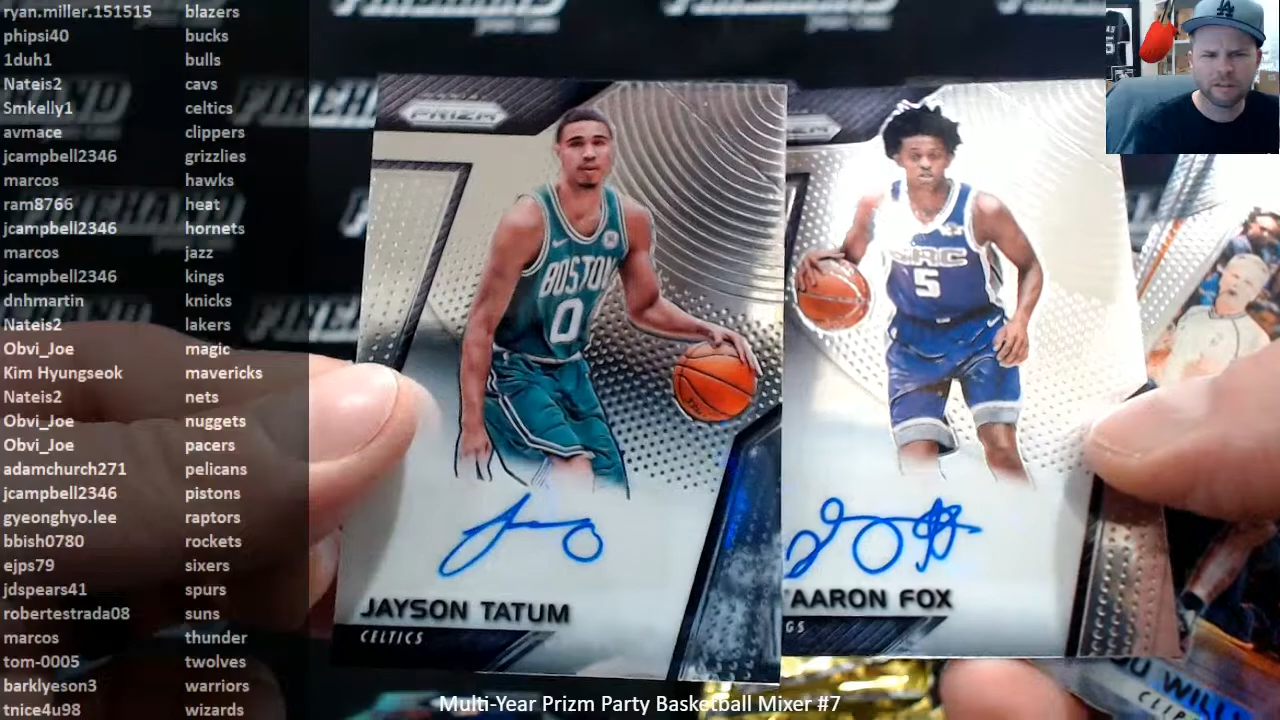 ryan.miller.151515 blazers
phipsi40 bucks
1duh1 bulls
Nateis2 cavs
Smkelly1 celtics
avmace clippers
jcampbell2346 grizzlies
marcos hawks
ram8766 heat
jcampbell2346 hornets
marcos jazz
jcampbell2346 kings
dnhmartin knicks
Nateis2 lakers
Obvi_Joe magic
Kim Hyungseok mavericks
Nateis2 nets
Obvi_Joe nuggets
Obvi_Joe pacers
adamchurch271 pelicans
jcampbell2346 pistons
gyeonghyo.lee raptors
bbish0780 rockets
ejps79 sixers
jdspears41 spurs
robertestrada08 suns
marcos thunder
tom-0005 twolves
barklyeson3 warriors
tnice4u98 wizards
PRIZM
BOSTON
0
JAYSON TATUM
CELTICS
SAC
5
'AARON FOX
GS
LA
Multi-Year Prizm Party Basketball Mixer #7